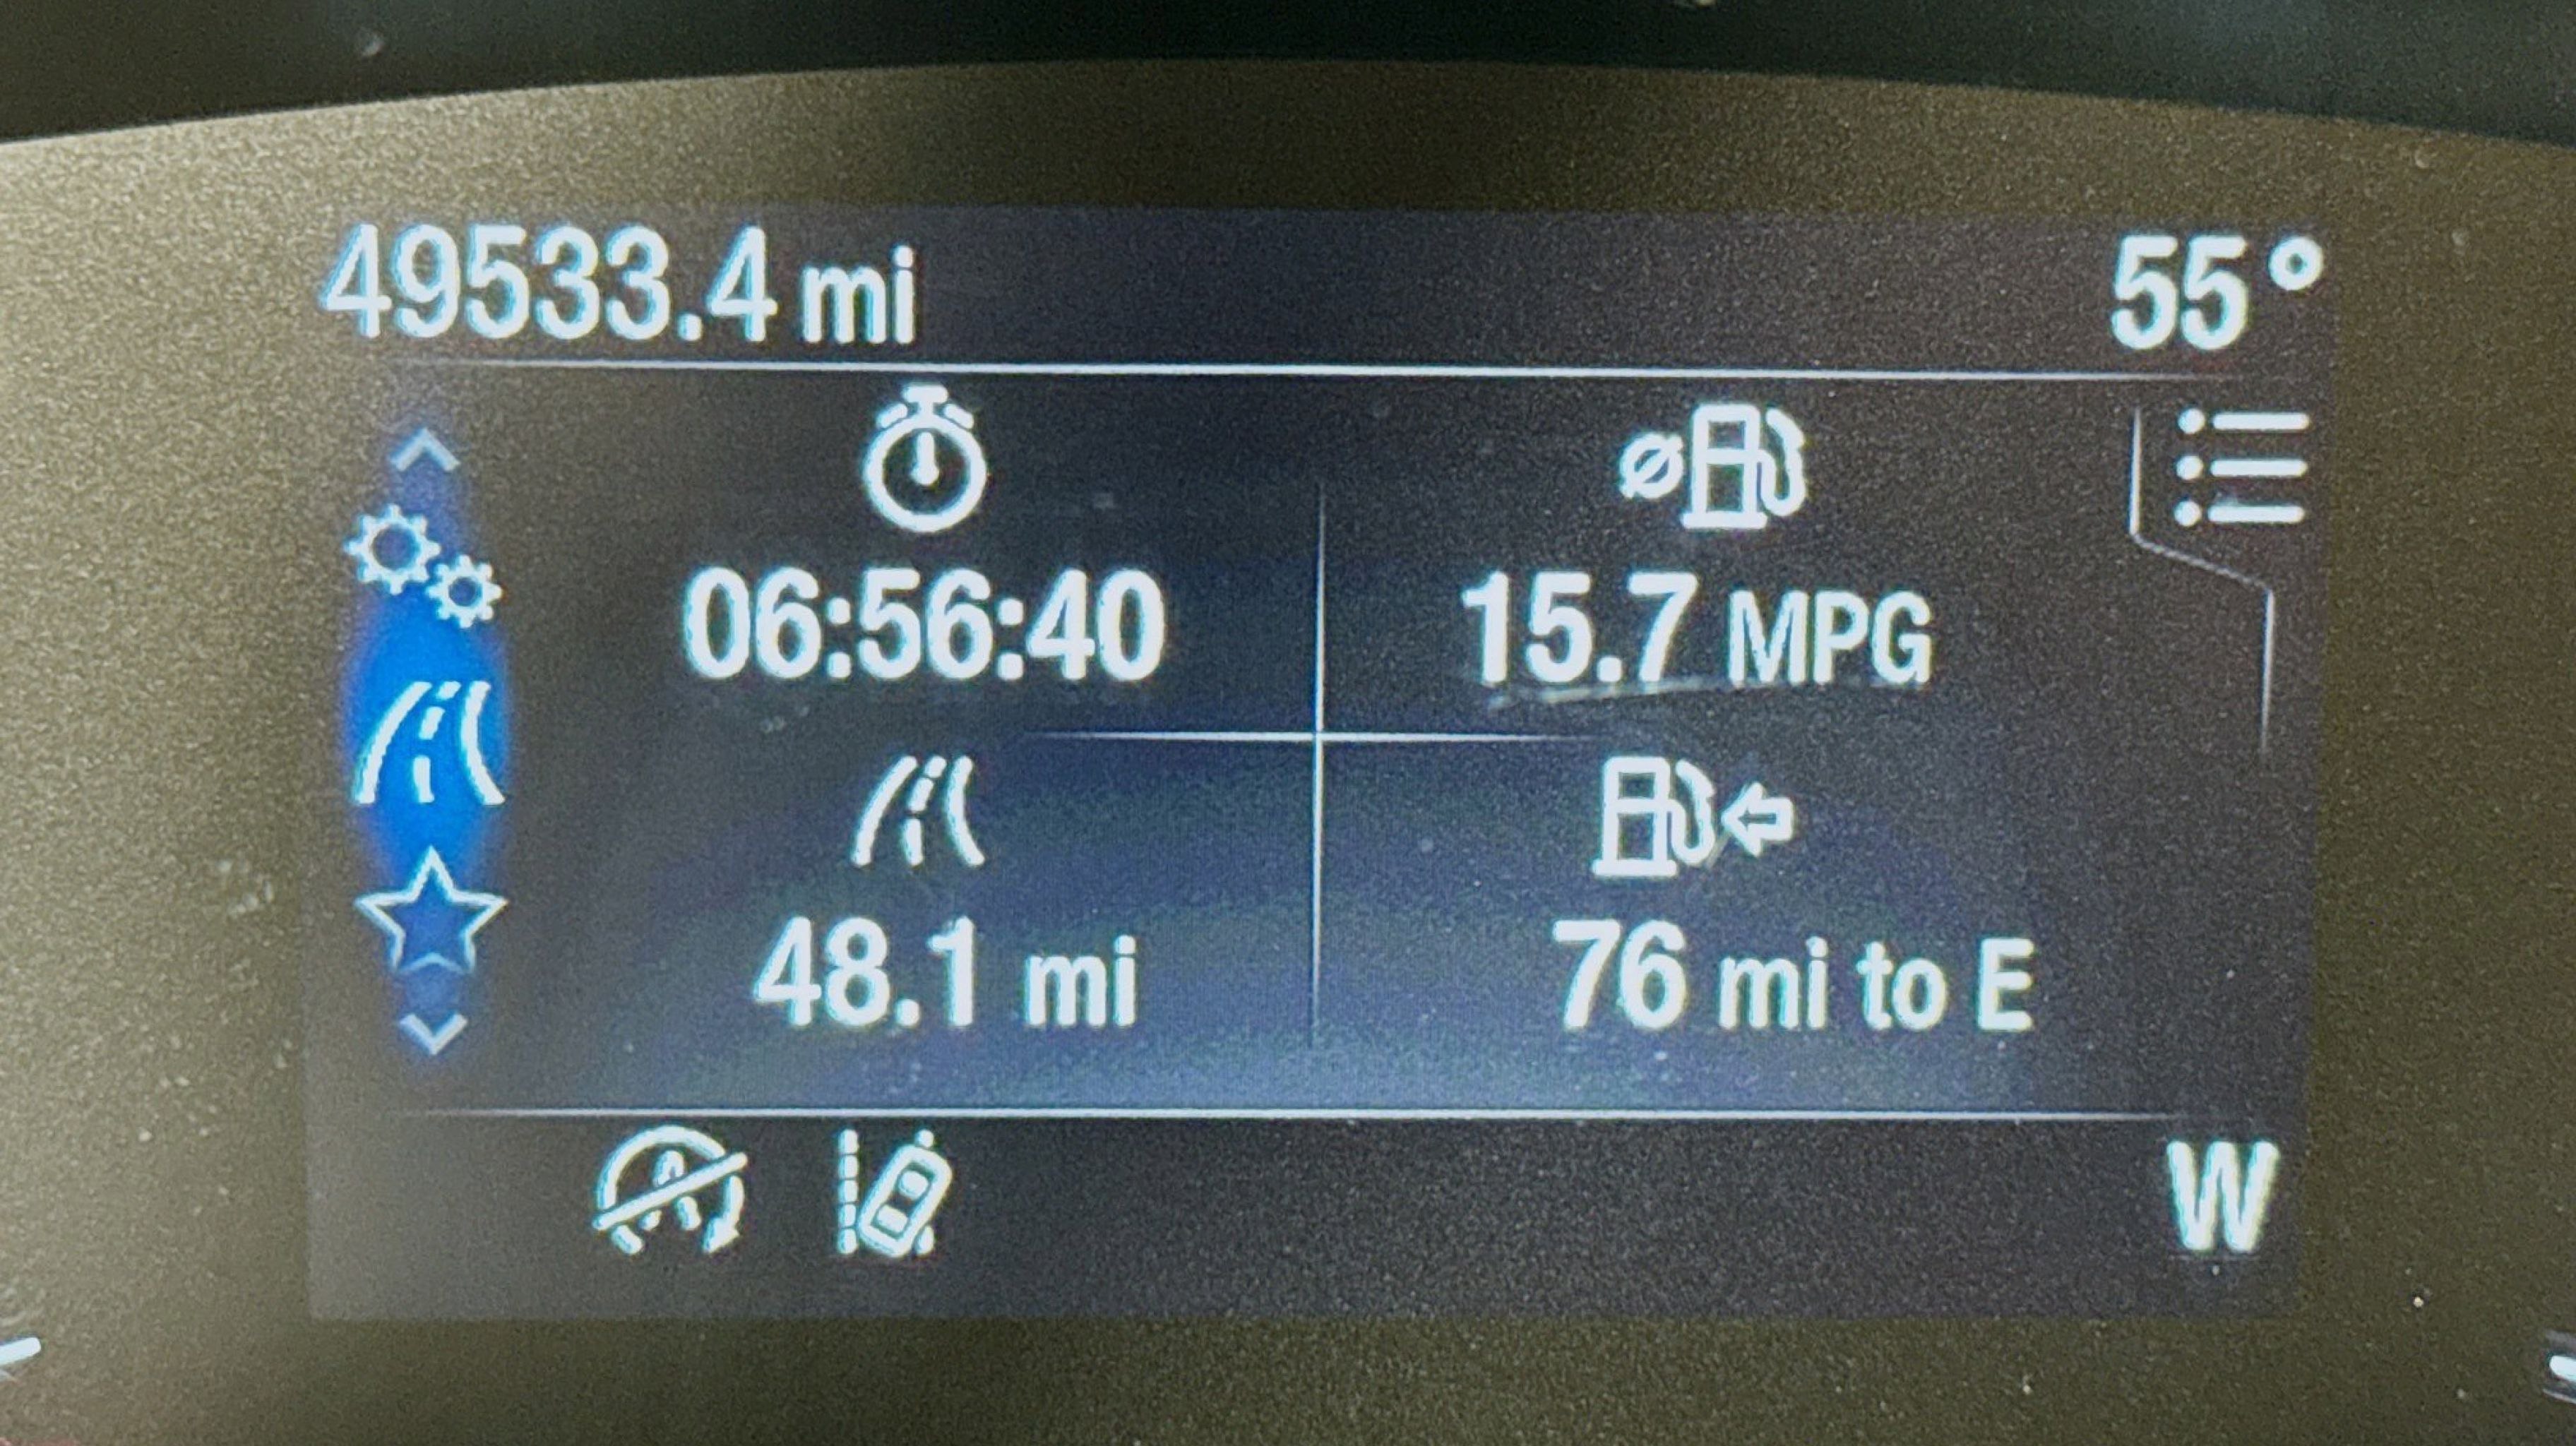 49533.4 mi 55°
06:56:40 ⌀ 15.7 MPG
48.1 mi 76 mi to E
W